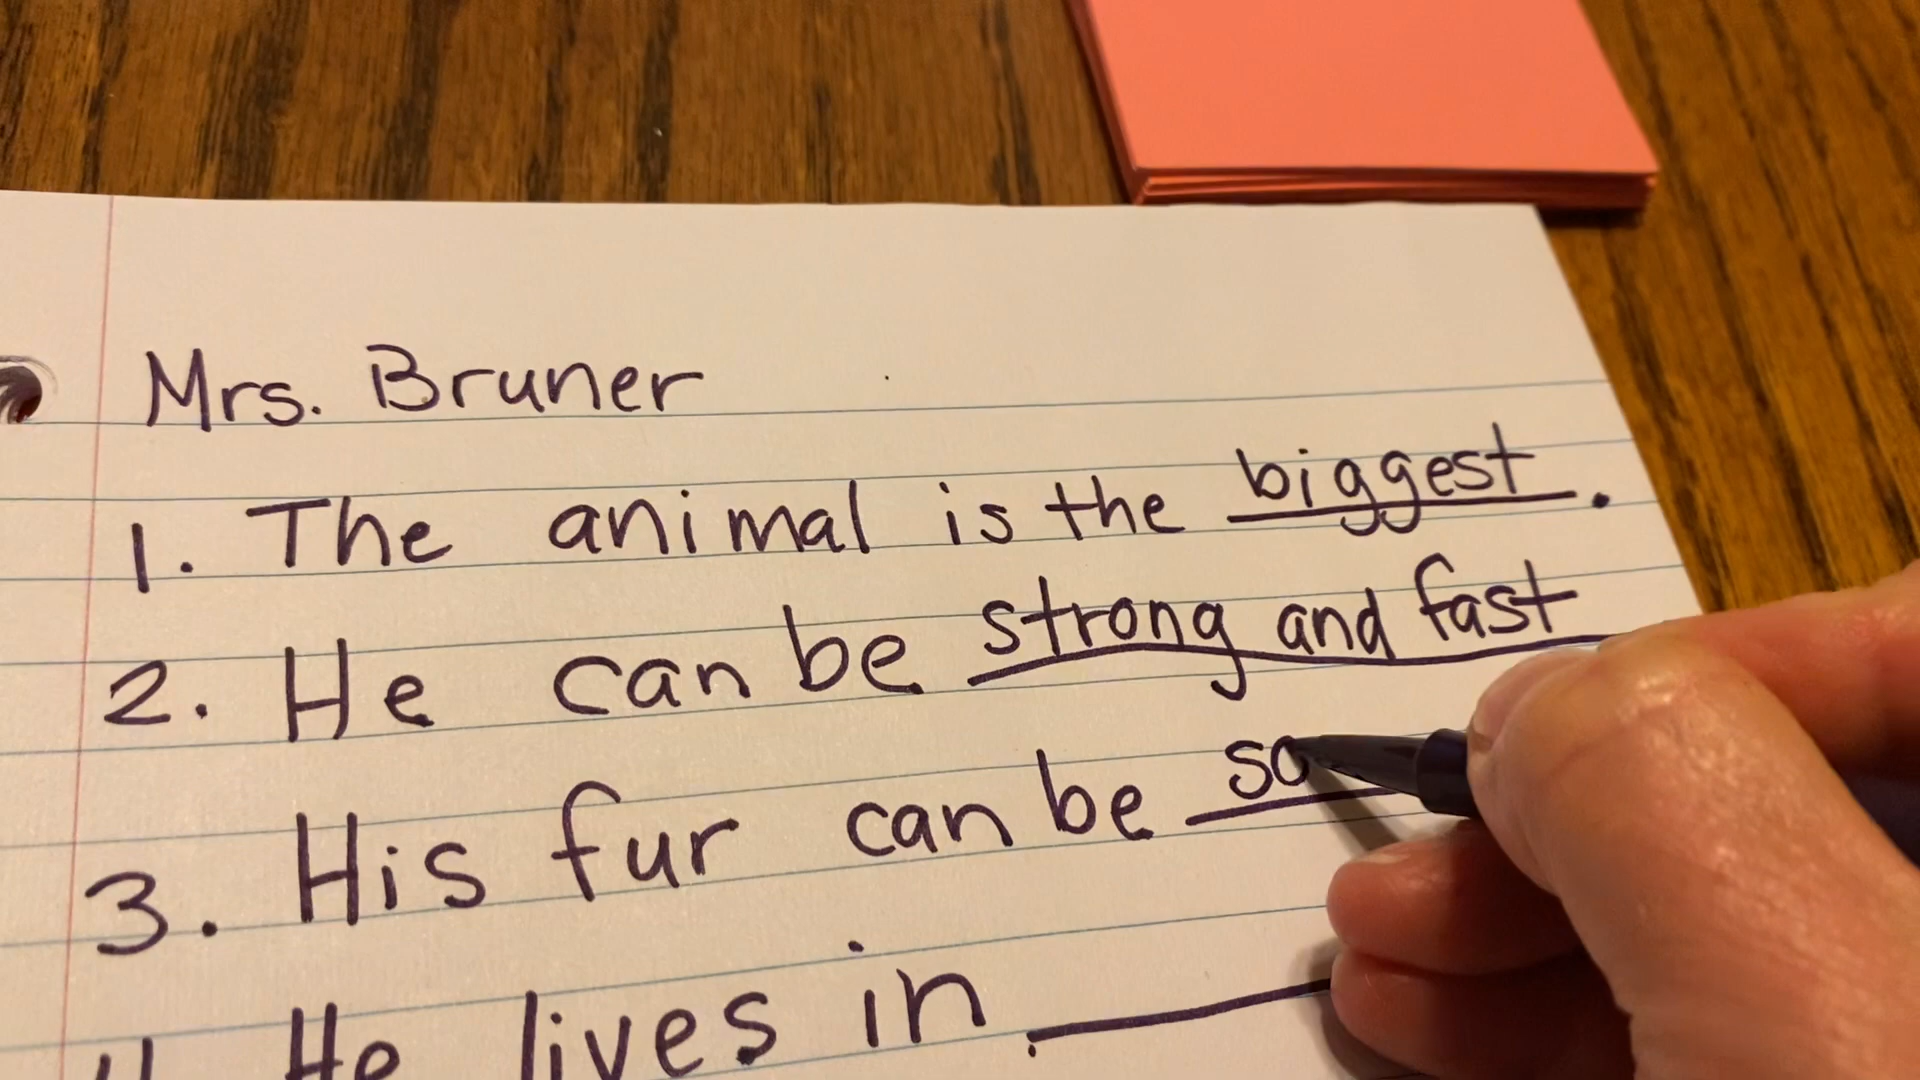 Mrs. Bruner
1. The animal is the biggest.
2. He can be strong and fast
3. His fur can be so
4. He lives in